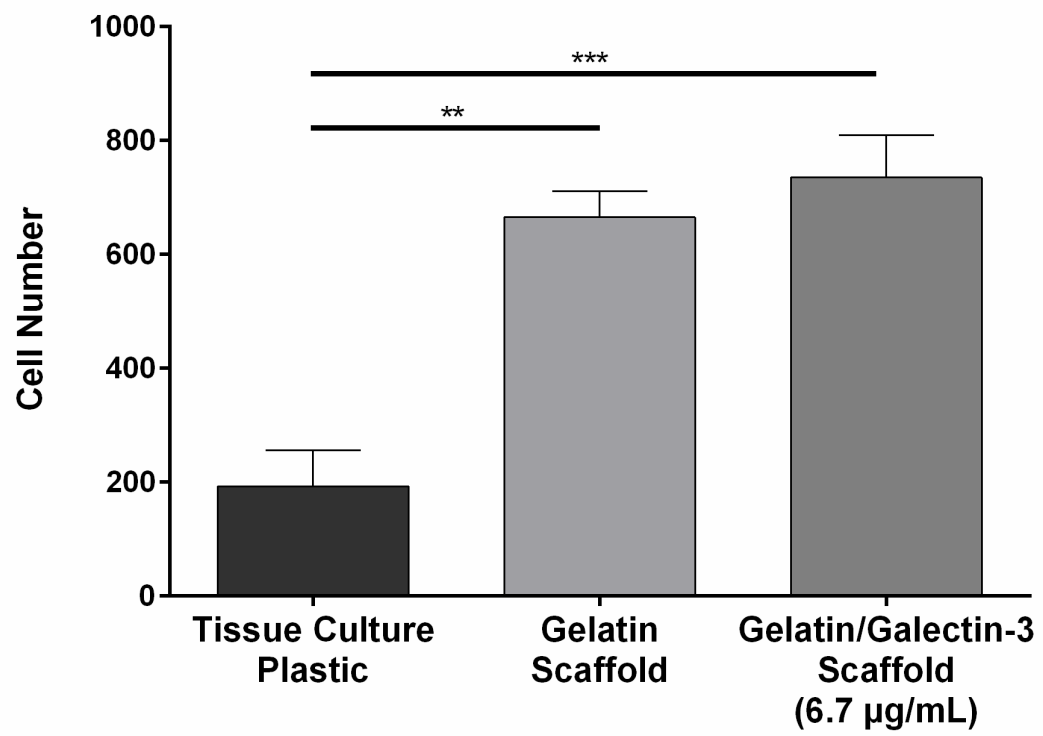 1000
***
**
800
600
400
200
0
Cell Number
Tissue Culture
Plastic
Gelatin
Scaffold
Gelatin/Galectin-3
Scaffold
(6.7 µg/mL)